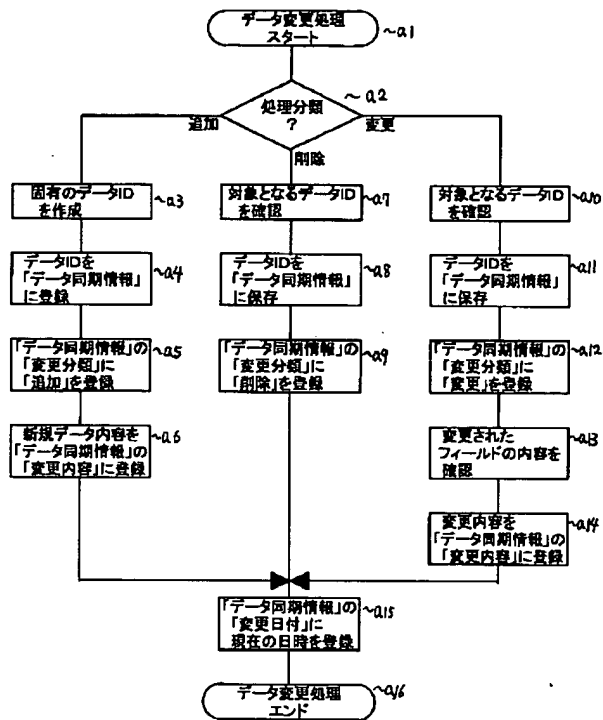 データ変更処理
スタート
~a1
処理分類
?
~a2
追加
変更
削除
固有のデータID
を作成
~a3
データIDを
「データ同期情報」
に登録
~a4
「データ同期情報」の
「変更分類」に
「追加」を登録
~a5
新規データ内容を
「データ同期情報」の
「変更内容」に登録
~a6
対象となるデータID
を確認
~a7
データIDを
「データ同期情報」
に保存
~a8
「データ同期情報」の
「変更分類」に
「削除」を登録
~a9
対象となるデータID
を確認
~a10
データIDを
「データ同期情報」
に保存
~a11
「データ同期情報」の
「変更分類」に
「変更」を登録
~a12
変更された
フィールドの内容を
確認
~a13
変更内容を
「データ同期情報」の
「変更内容」に登録
~a14
「データ同期情報」の
「変更日付」に
現在の日時を登録
~a15
データ変更処理
エンド
~a16